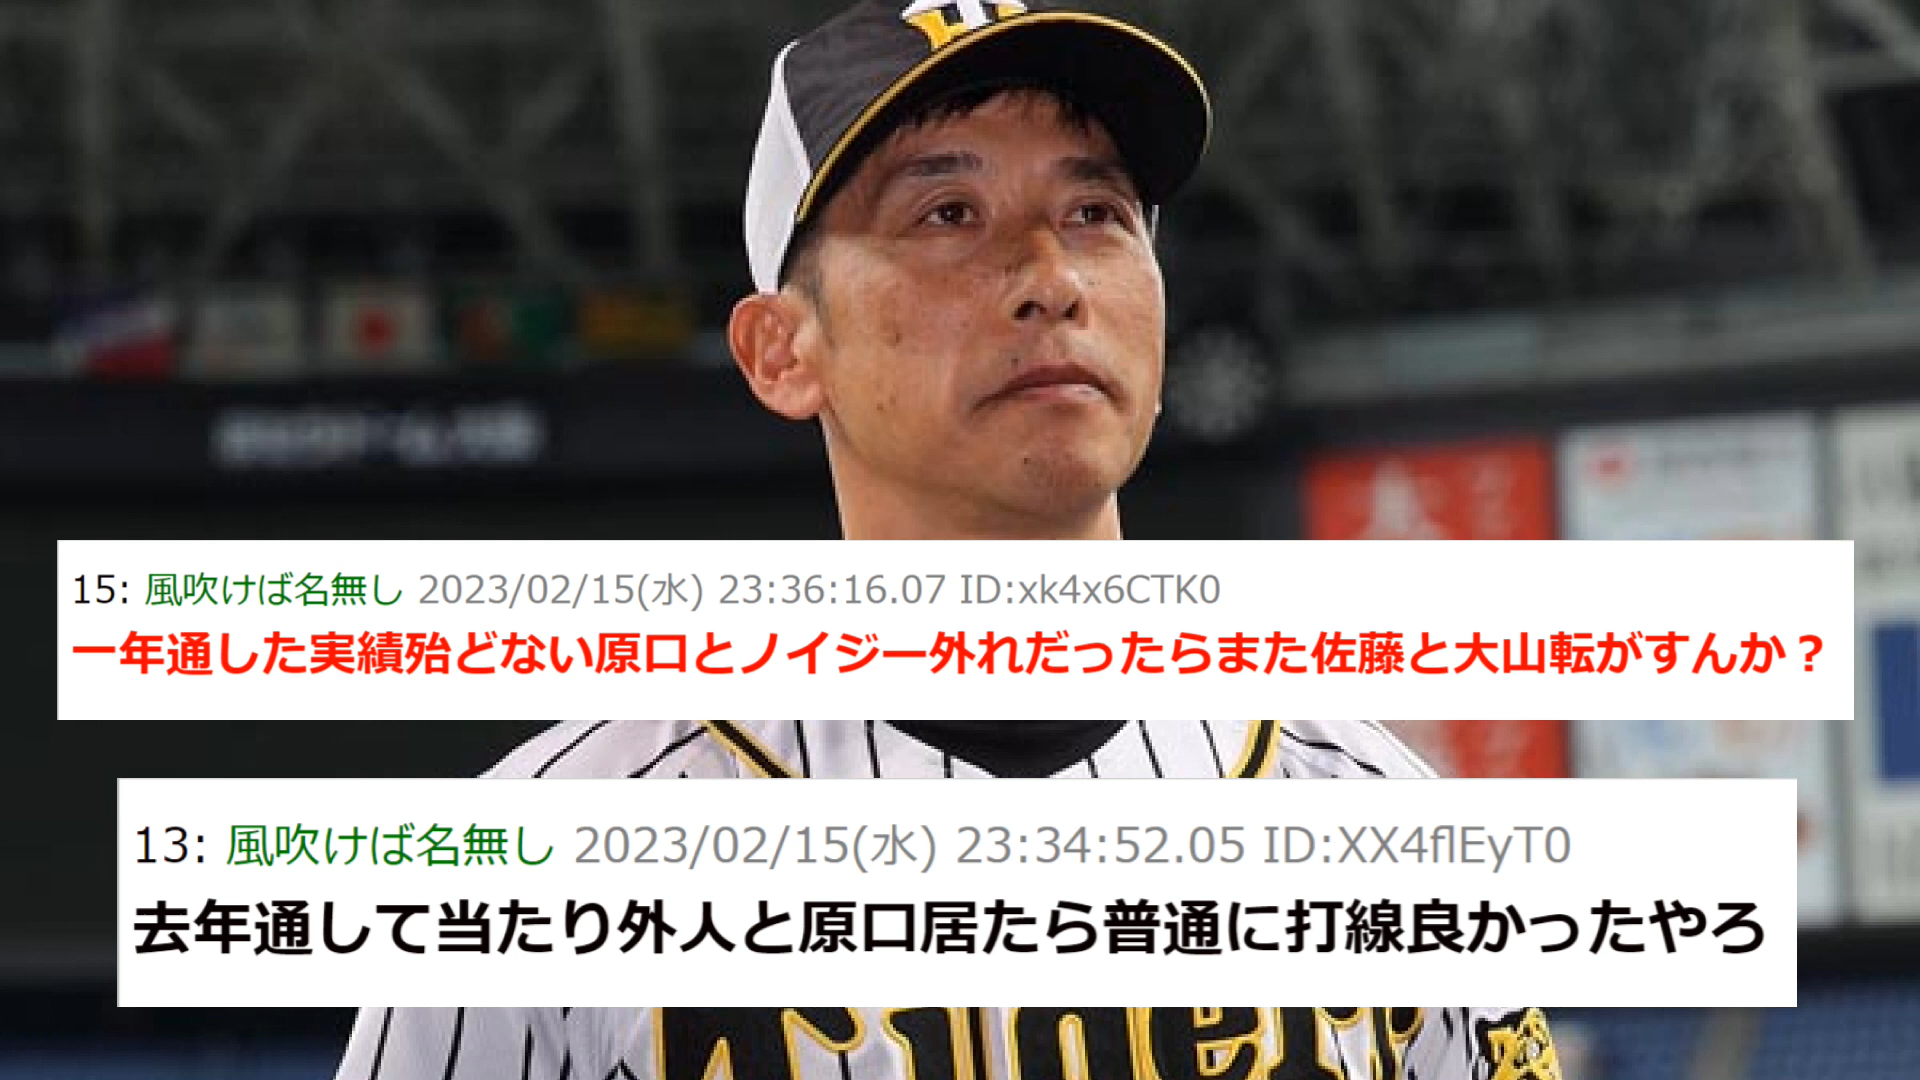 15: 風吹けば名無し 2023/02/15(水) 23:36:16.07 ID:xk4x6CTK0
一年通した実績殆どない原口とノイジー外れだったらまた佐藤と大山転がすんか？
13: 風吹けば名無し 2023/02/15(水) 23:34:52.05 ID:XX4flEyT0
去年通して当たり外人と原口居たら普通に打線良かったやろ
Tigers